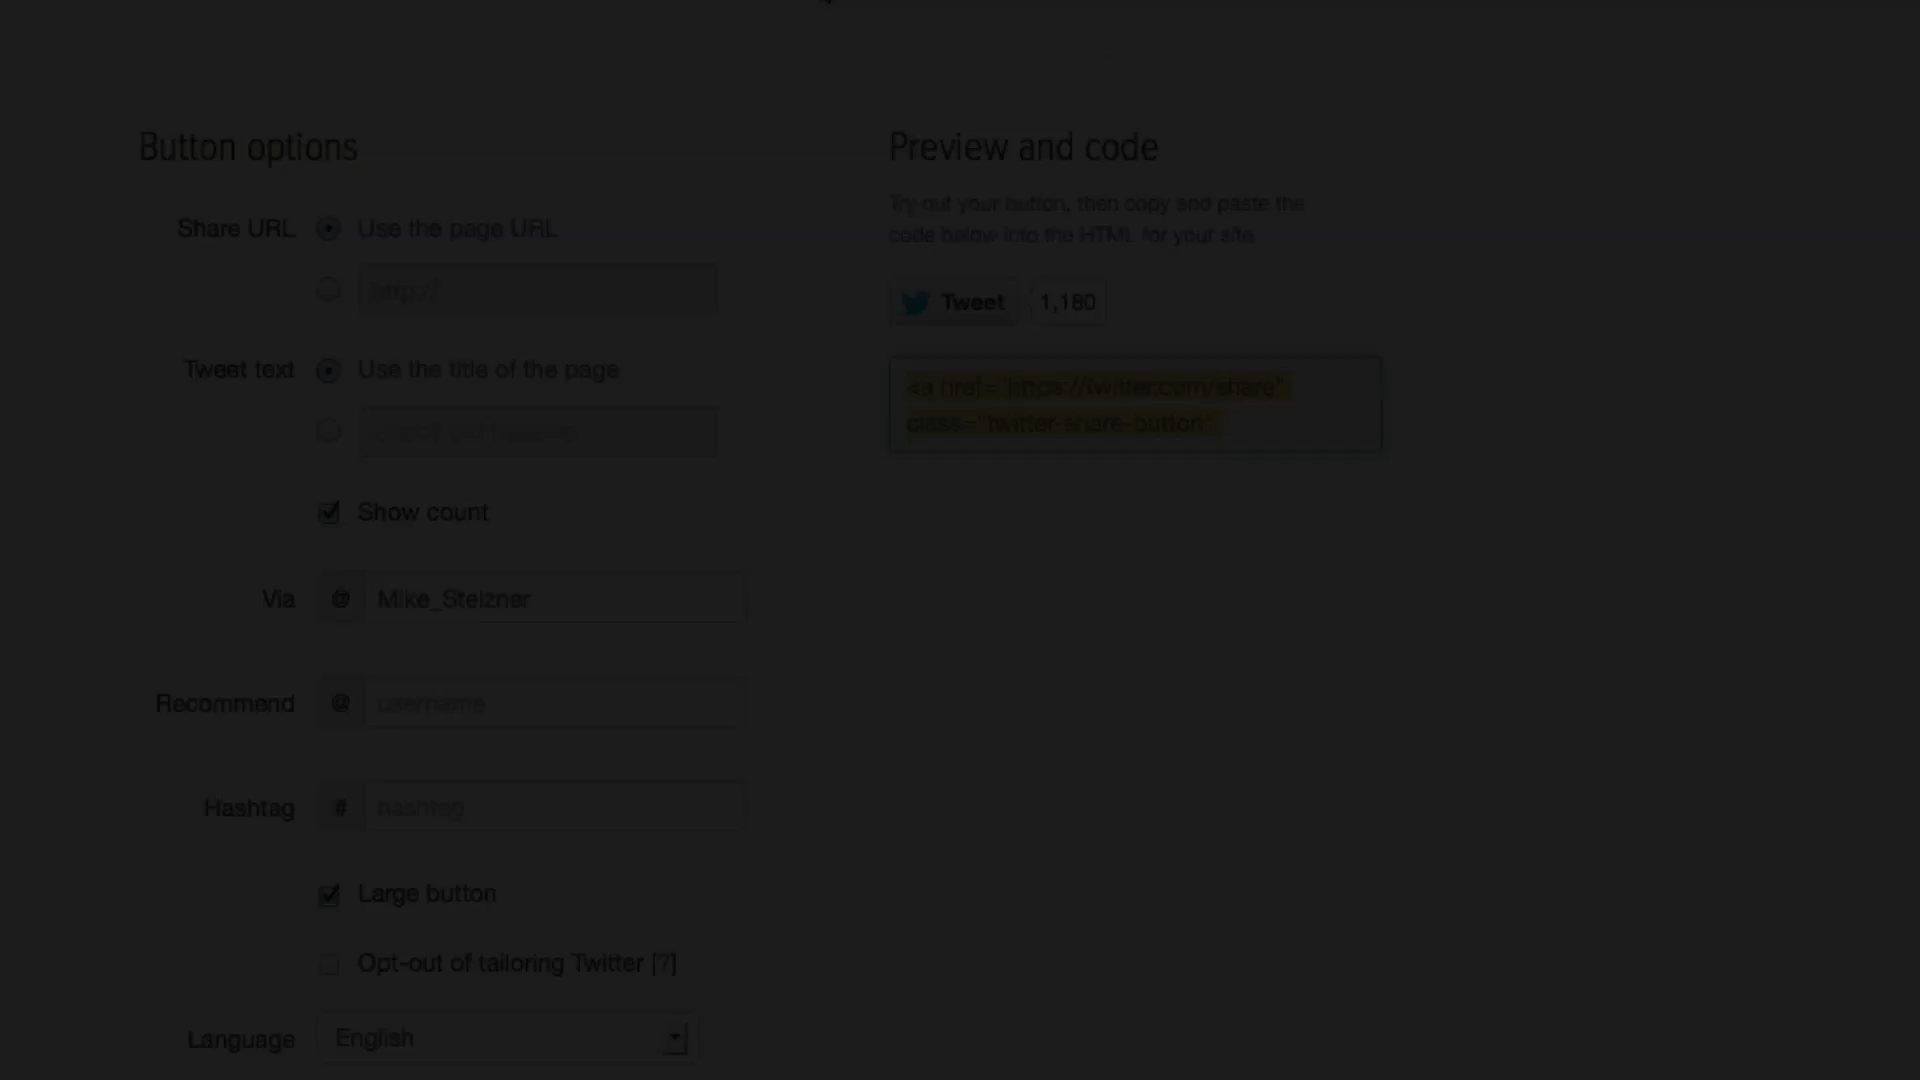 Button options
Share URL Use the page URL
http://
Tweet text Use the title of the page
Show count
Via @ Mike_Stelzner
Recommend @ username
Hashtag # hashtag
Large button
Opt-out of tailoring Twitter [?]
Language English
Preview and code
Try out your button, then copy and paste the
code below into the HTML for your site.
Tweet 1,180
<a href="https://twitter.com/share"
class="twitter-share-button"